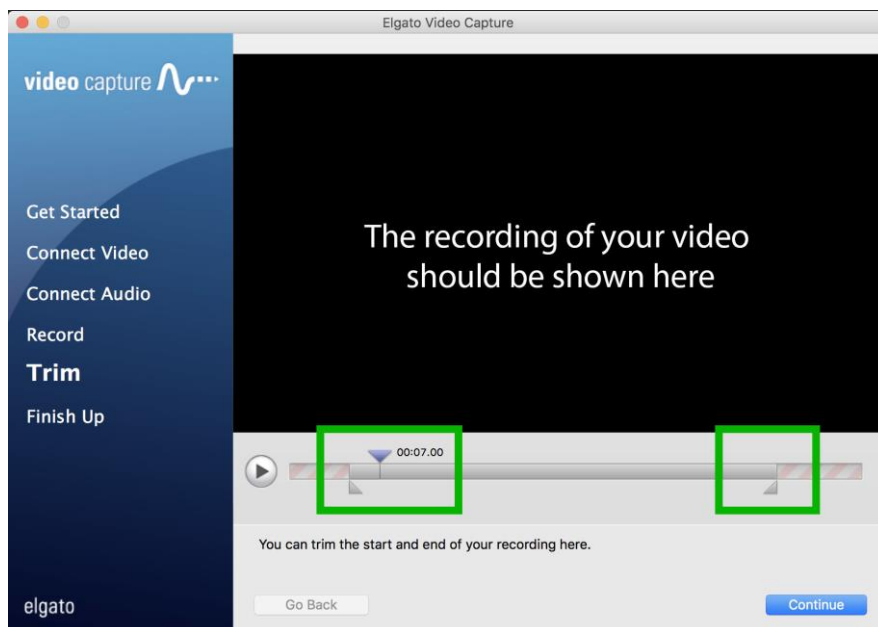 Elgato Video Capture
video capture
Get Started
Connect Video
Connect Audio
Record
Trim
Finish Up
elgato
The recording of your video
should be shown here
00:07.00
You can trim the start and end of your recording here.
Go Back
Continue